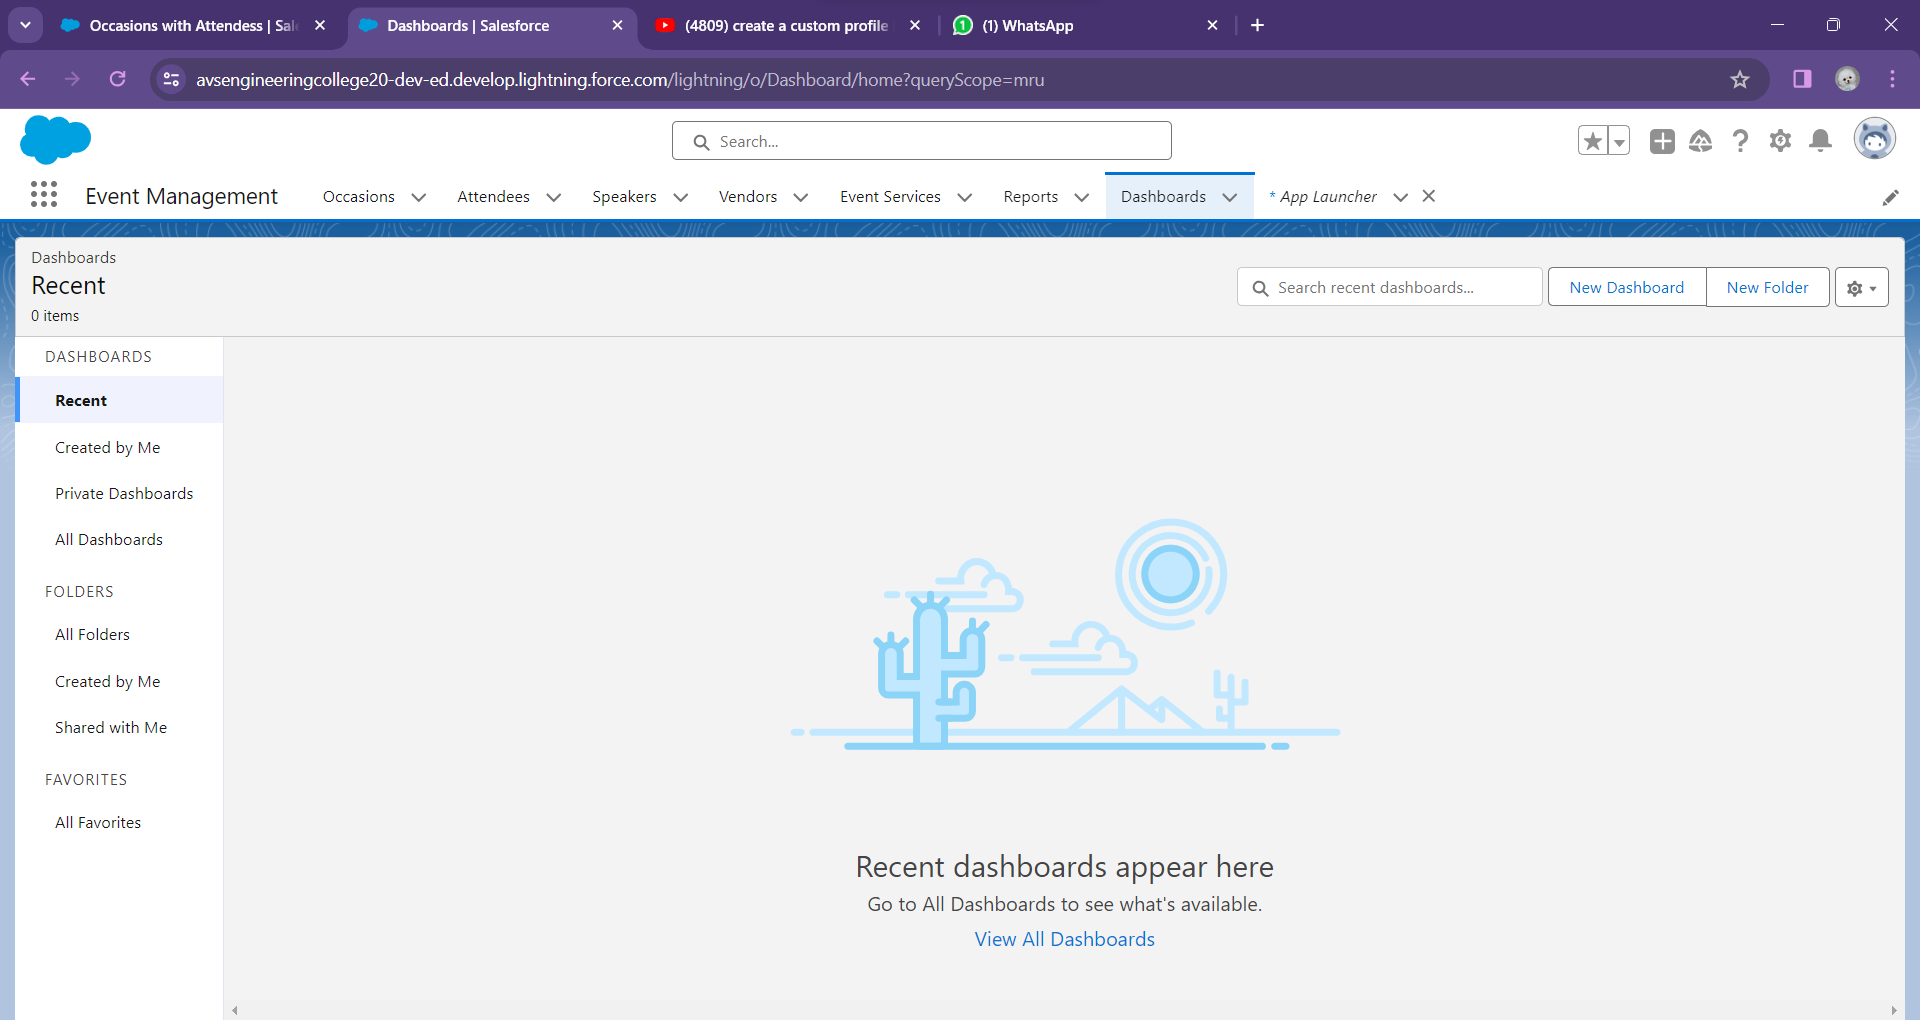 Occasions with Attendess | Sal
Dashboards | Salesforce
(4809) create a custom profile
(1) WhatsApp
avsengineeringcollege20-dev-ed.develop.lightning.force.com/lightning/o/Dashboard/home?queryScope=mru
Search...
Event Management
Occasions
Attendees
Speakers
Vendors
Event Services
Reports
Dashboards
* App Launcher
Dashboards
Recent
0 items
Search recent dashboards...
New Dashboard
New Folder
DASHBOARDS
Recent
Created by Me
Private Dashboards
All Dashboards
FOLDERS
All Folders
Created by Me
Shared with Me
FAVORITES
All Favorites
Recent dashboards appear here
Go to All Dashboards to see what's available.
View All Dashboards